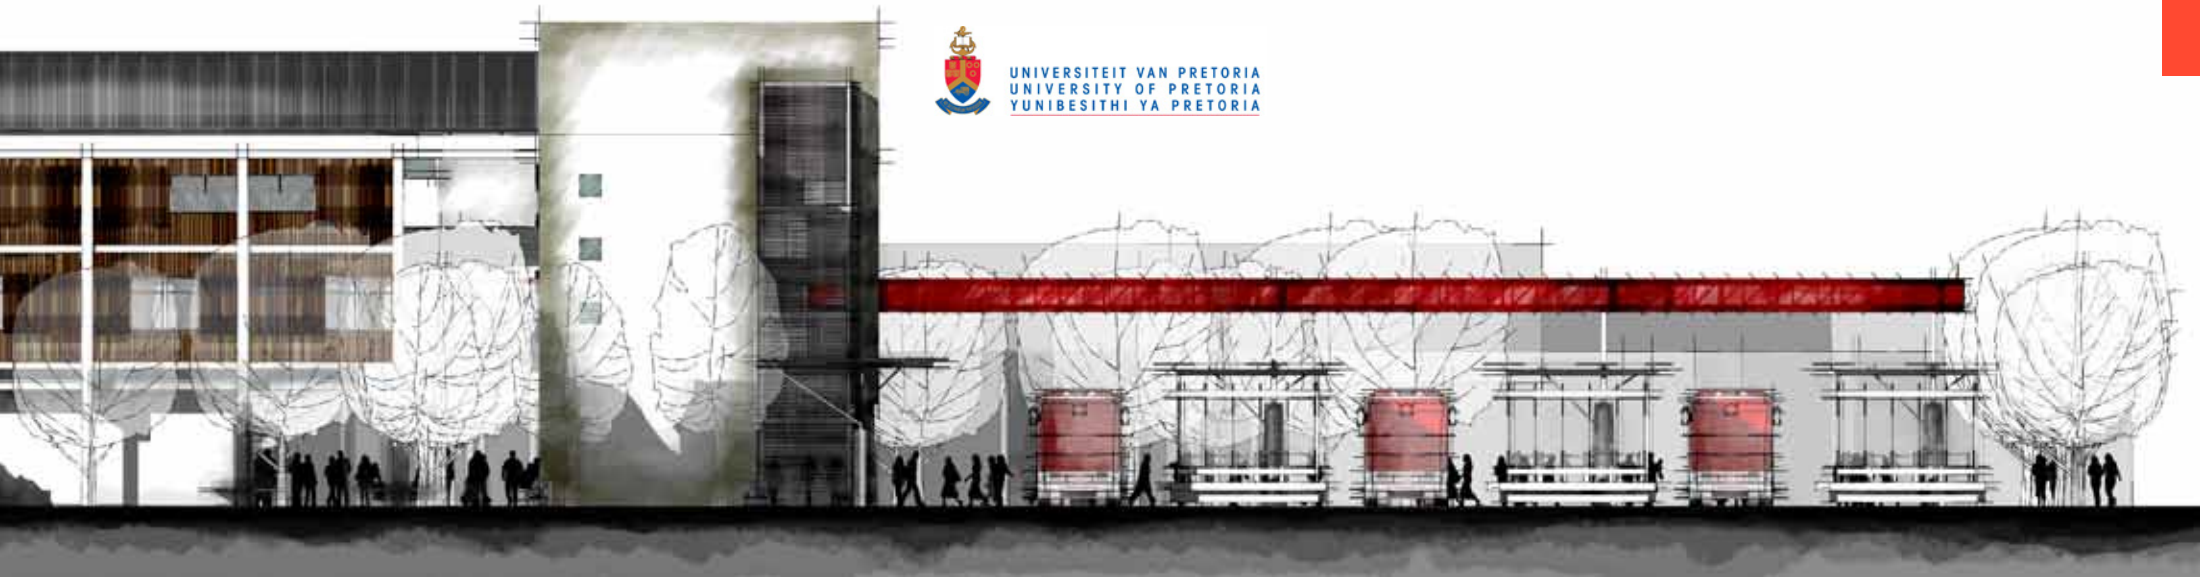 UNIVERSITEIT VAN PRETORIA
UNIVERSITY OF PRETORIA
YUNIBESITHI YA PRETORIA